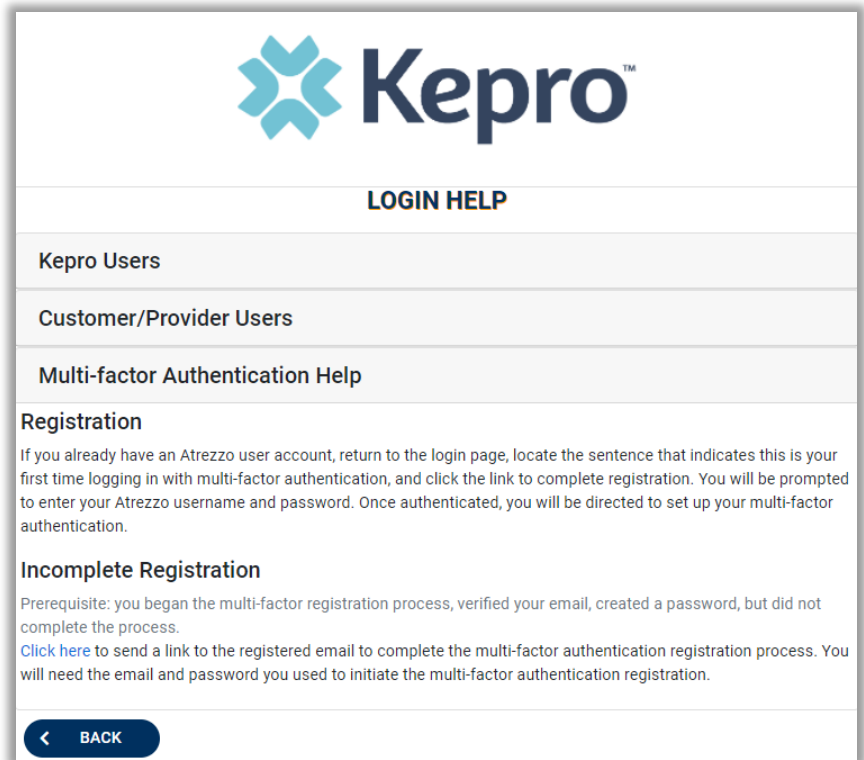 Kepro™
LOGIN HELP
Kepro Users
Customer/Provider Users
Multi-factor Authentication Help
Registration
If you already have an Atrezzo user account, return to the login page, locate the sentence that indicates this is your
first time logging in with multi-factor authentication, and click the link to complete registration. You will be prompted
to enter your Atrezzo username and password. Once authenticated, you will be directed to set up your multi-factor
authentication.
Incomplete Registration
Prerequisite: you began the multi-factor registration process, verified your email, created a password, but did not
complete the process.
Click here to send a link to the registered email to complete the multi-factor authentication registration process. You
will need the email and password you used to initiate the multi-factor authentication registration.
BACK